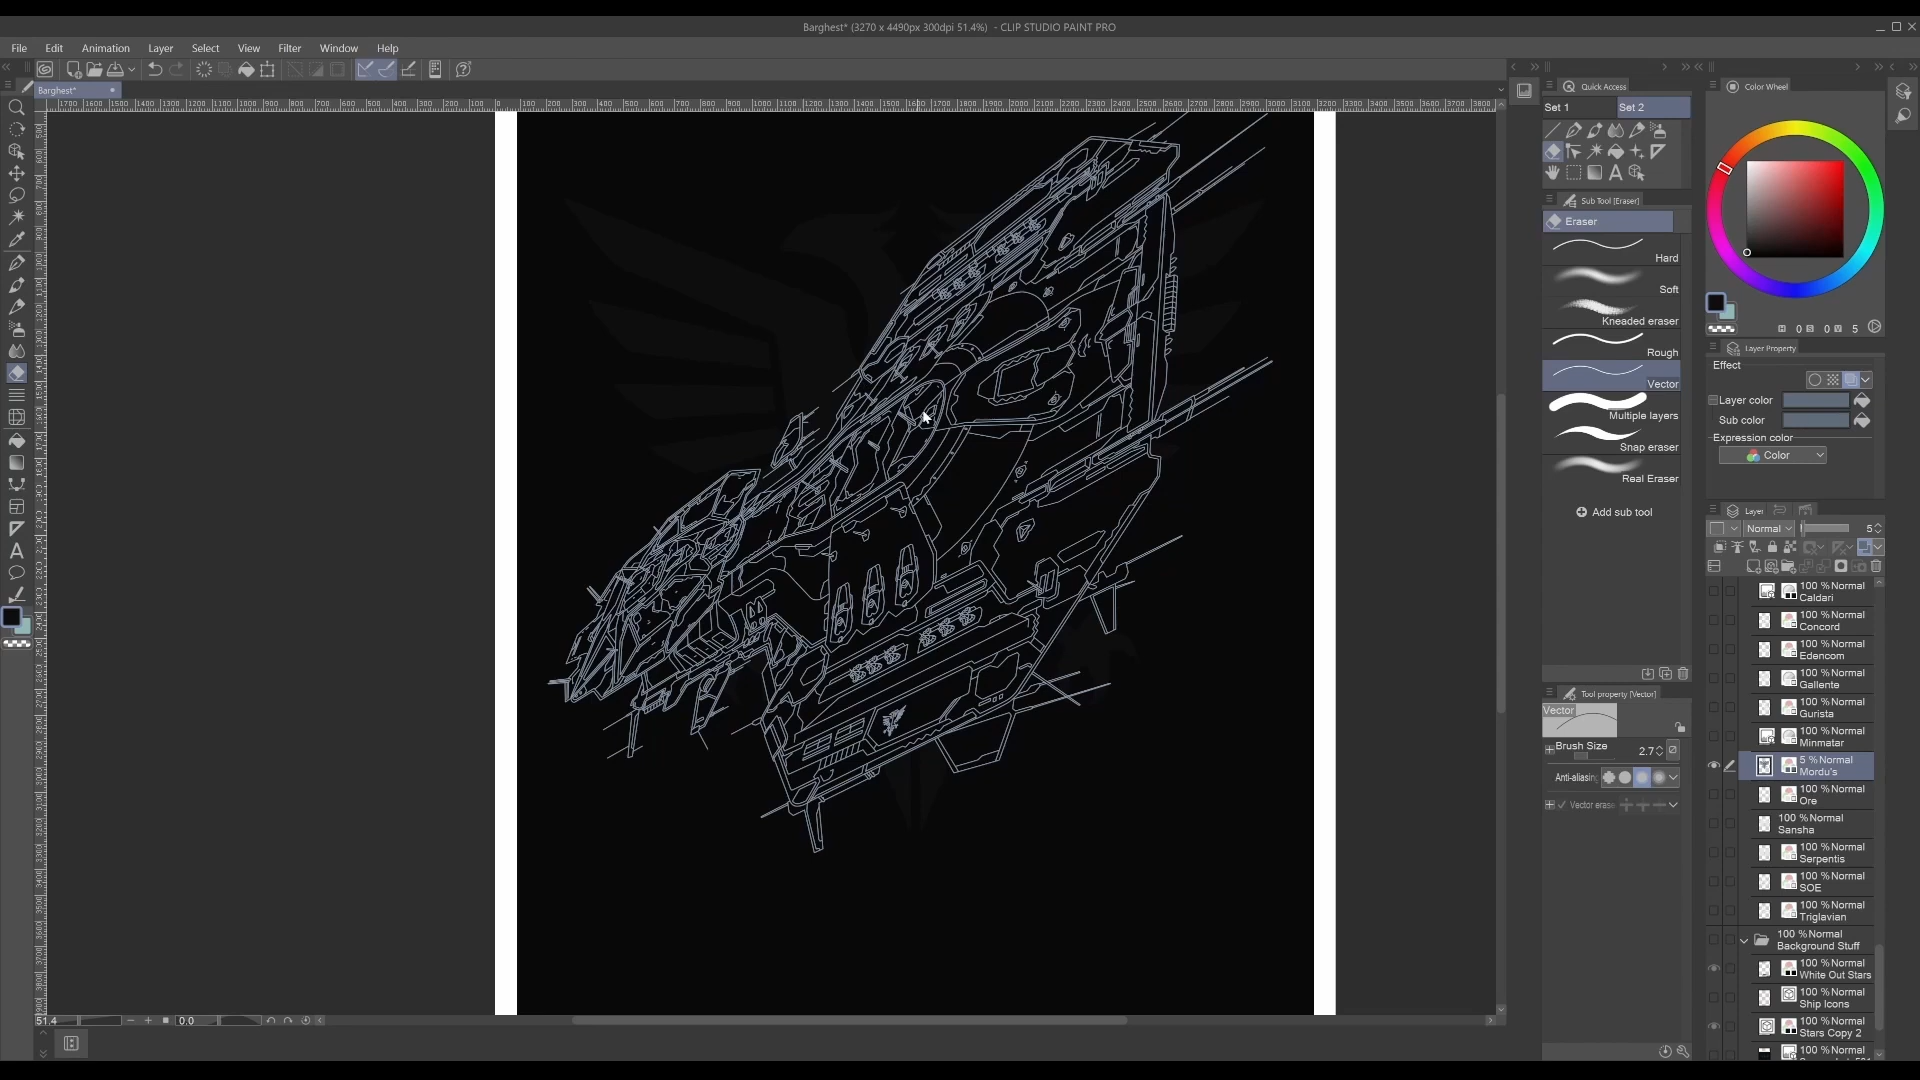 Barghest* (3270 x 4490px 300dpi 51.4%) - CLIP STUDIO PAINT PRO
File Edit Animation Layer Select View Filter Window Help
Barghest*
Quick Access
Set 1 Set 2
Sub Tool [Eraser]
Eraser
Hard
Soft
Kneaded eraser
Rough
Vector
Multiple layers
Snap eraser
Real Eraser
Add sub tool
Tool property [Vector]
Vector
Brush Size 2.7
Anti-aliasing
Vector erase
Color Wheel
H 0 S 0 V 5
Layer Property
Effect
Layer color
Sub color
Expression color
Color
Layer
Normal 5
100 %Normal
Caldari
100 %Normal
Concord
100 %Normal
Edencom
100 %Normal
Gallente
100 %Normal
Gurista
100 %Normal
Minmatar
5 %Normal
Mordu's
100 %Normal
Ore
100 %Normal
Sansha
100 %Normal
Serpentis
100 %Normal
SOE
100 %Normal
Triglavian
100 %Normal
Background Stuff
100 %Normal
White Out Stars
100 %Normal
Ship Icons
100 %Normal
Stars Copy 2
100 %Normal
51.4 0.0